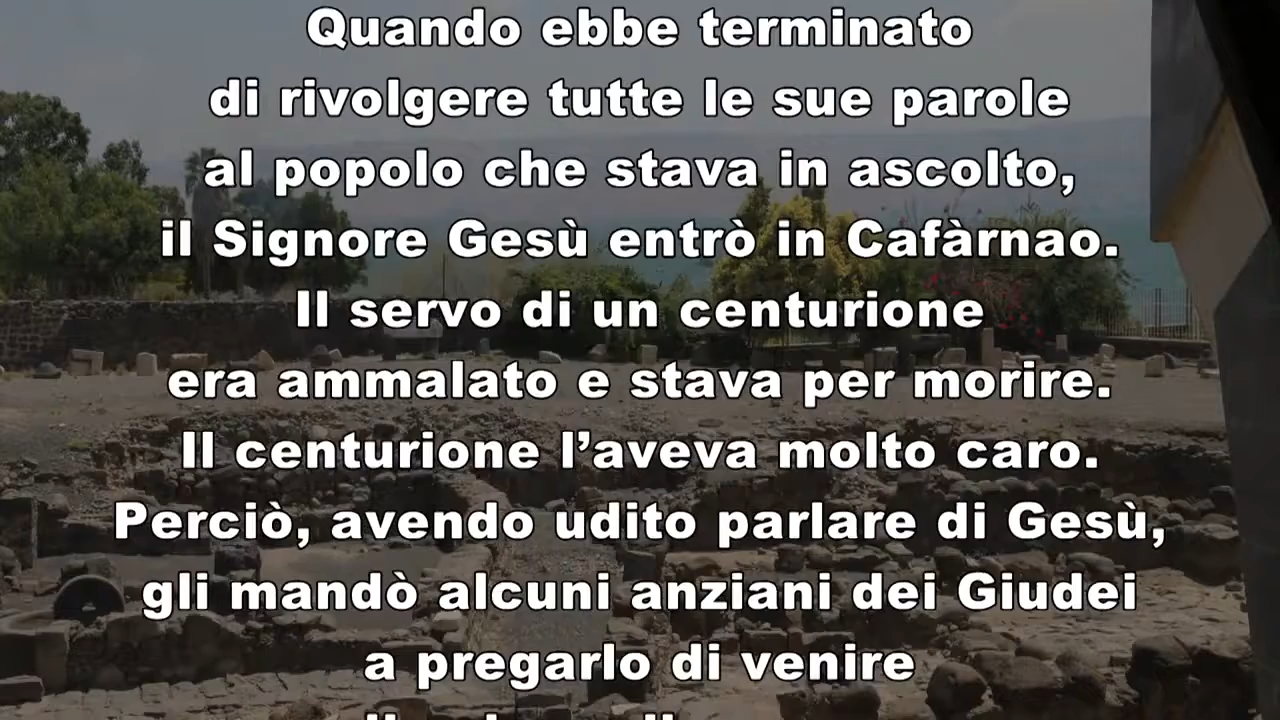 Quando ebbe terminato
di rivolgere tutte le sue parole
al popolo che stava in ascolto,
il Signore Gesù entrò in Cafàrnao.
Il servo di un centurione
era ammalato e stava per morire.
Il centurione l’aveva molto caro.
Perciò, avendo udito parlare di Gesù,
gli mandò alcuni anziani dei Giudei
a pregarlo di venire